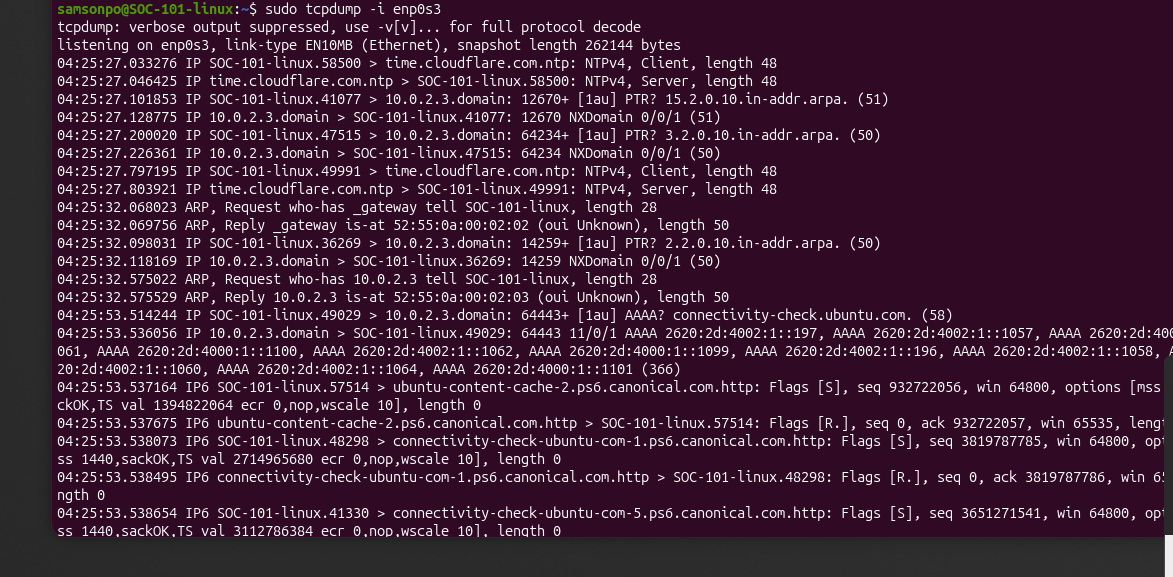 samsonpo@SOC-101-linux:~$ sudo tcpdump -i enp0s3
tcpdump: verbose output suppressed, use -v[v]... for full protocol decode
listening on enp0s3, link-type EN10MB (Ethernet), snapshot length 262144 bytes
04:25:27.033276 IP SOC-101-linux.58500 > time.cloudflare.com.ntp: NTPv4, Client, length 48
04:25:27.046425 IP time.cloudflare.com.ntp > SOC-101-linux.58500: NTPv4, Server, length 48
04:25:27.101853 IP SOC-101-linux.41077 > 10.0.2.3.domain: 12670+ [1au] PTR? 15.2.0.10.in-addr.arpa. (51)
04:25:27.128775 IP 10.0.2.3.domain > SOC-101-linux.41077: 12670 NXDomain 0/0/1 (51)
04:25:27.200020 IP SOC-101-linux.47515 > 10.0.2.3.domain: 64234+ [1au] PTR? 3.2.0.10.in-addr.arpa. (50)
04:25:27.226361 IP 10.0.2.3.domain > SOC-101-linux.47515: 64234 NXDomain 0/0/1 (50)
04:25:27.797195 IP SOC-101-linux.49991 > time.cloudflare.com.ntp: NTPv4, Client, length 48
04:25:27.803921 IP time.cloudflare.com.ntp > SOC-101-linux.49991: NTPv4, Server, length 48
04:25:32.068023 ARP, Request who-has _gateway tell SOC-101-linux, length 28
04:25:32.069756 ARP, Reply _gateway is-at 52:55:0a:00:02:02 (oui Unknown), length 50
04:25:32.098031 IP SOC-101-linux.36269 > 10.0.2.3.domain: 14259+ [1au] PTR? 2.2.0.10.in-addr.arpa. (50)
04:25:32.118169 IP 10.0.2.3.domain > SOC-101-linux.36269: 14259 NXDomain 0/0/1 (50)
04:25:32.575022 ARP, Request who-has 10.0.2.3 tell SOC-101-linux, length 28
04:25:32.575529 ARP, Reply 10.0.2.3 is-at 52:55:0a:00:02:03 (oui Unknown), length 50
04:25:53.514244 IP SOC-101-linux.49029 > 10.0.2.3.domain: 64443+ [1au] AAAA? connectivity-check.ubuntu.com. (58)
04:25:53.536056 IP 10.0.2.3.domain > SOC-101-linux.49029: 64443 11/0/1 AAAA 2620:2d:4002:1::197, AAAA 2620:2d:4002:1::1057, AAAA 2620:2d:400
061, AAAA 2620:2d:4000:1::1100, AAAA 2620:2d:4002:1::1062, AAAA 2620:2d:4000:1::1099, AAAA 2620:2d:4002:1::196, AAAA 2620:2d:4002:1::1058, A
20:2d:4002:1::1060, AAAA 2620:2d:4002:1::1064, AAAA 2620:2d:4000:1::1101 (366)
04:25:53.537164 IP6 SOC-101-linux.57514 > ubuntu-content-cache-2.ps6.canonical.com.http: Flags [S], seq 932722056, win 64800, options [mss
ckOK,TS val 1394822064 ecr 0,nop,wscale 10], length 0
04:25:53.537675 IP6 ubuntu-content-cache-2.ps6.canonical.com.http > SOC-101-linux.57514: Flags [R.], seq 0, ack 932722057, win 65535, leng
04:25:53.538073 IP6 SOC-101-linux.48298 > connectivity-check-ubuntu-com-1.ps6.canonical.com.http: Flags [S], seq 3819787785, win 64800, opt
ss 1440,sackOK,TS val 2714965680 ecr 0,nop,wscale 10], length 0
04:25:53.538495 IP6 connectivity-check-ubuntu-com-1.ps6.canonical.com.http > SOC-101-linux.48298: Flags [R.], seq 0, ack 3819787786, win 65
ngth 0
04:25:53.538654 IP6 SOC-101-linux.41330 > connectivity-check-ubuntu-com-5.ps6.canonical.com.http: Flags [S], seq 3651271541, win 64800, opt
ss 1440,sackOK,TS val 3112786384 ecr 0,nop,wscale 10], length 0